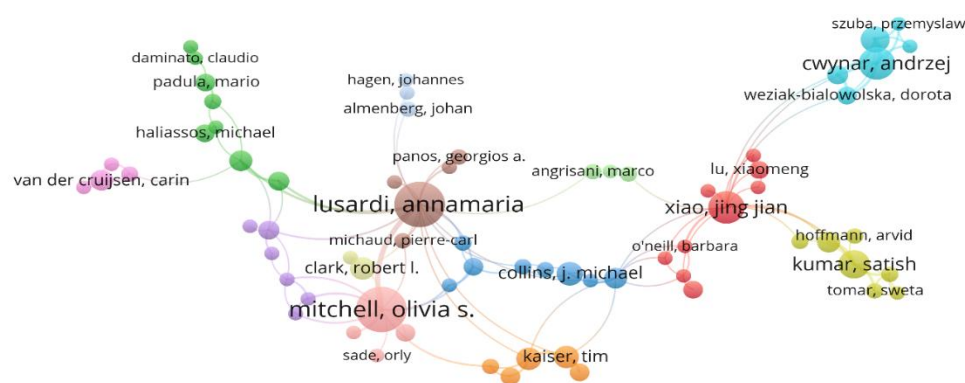 szuba, przemyslaw
daminato, claudio
cwynar, andrzej
padula, mario
hagen, johannes
weziak-bialowolska, dorota
almenberg, johan
haliassos, michael
panos, georgios a.
angrisani, marco
lu, xiaomeng
van der cruijsen, carin
lusardi, annamaria
xiao, jing jian
michaud, pierre-carl
o'neill, barbara
hoffmann, arvid
clark, robert l.
collins, j. michael
kumar, satish
tomar, sweta
mitchell, olivia s.
sade, orly
kaiser, tim